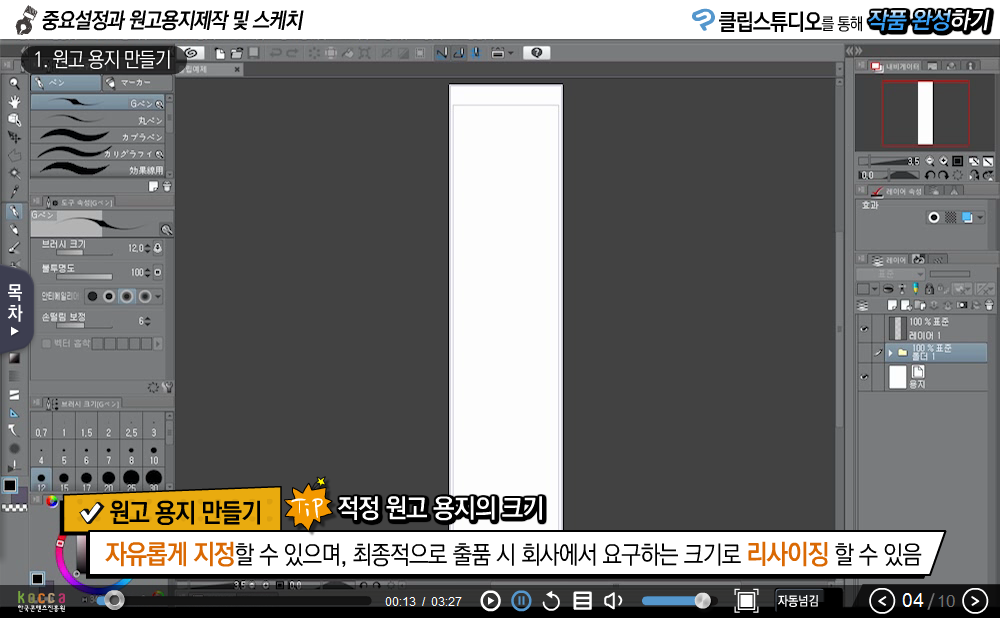 중요설정과 원고용지제작 및 스케치
클립스튜디오를 통해 작품 완성하기
1. 원고 용지 만들기
ペン
マーカー
Gペン
丸ペン
カブラペン
カリグラフィ
効果線用
도구 속성[Gペン]
Gペン
브러시 크기 12.0
불투명도 100
안티에일리어
손떨림 보정 6
벡터 흡착
브러시 크기[Gペン]
0.7 1 1.5 2 2.5 3
4 5 6 7 8 10
12 15 17 20 25 30
내비게이터
3.5
0.0
레이어 속성
효과
레이어
표준
100 % 표준
레이어 1
100 % 표준
폴더 1
용지
목차
원고 용지 만들기
TiP 적정 원고 용지의 크기
자유롭게 지정할 수 있으며, 최종적으로 출품 시 회사에서 요구하는 크기로 리사이징 할 수 있음
3.5 0.0
kocca
한국콘텐츠진흥원
00:13 / 03:27
자동넘김
04 / 10